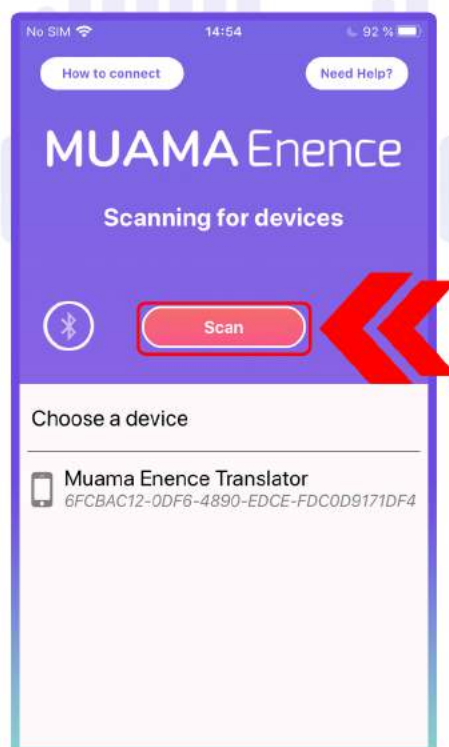 No SIM 14:54 92 %
How to connect Need Help?
MUAMA Enence
Scanning for devices
Scan
Choose a device
Muama Enence Translator
6FCBAC12-0DF6-4890-EDCE-FDC0D9171DF4